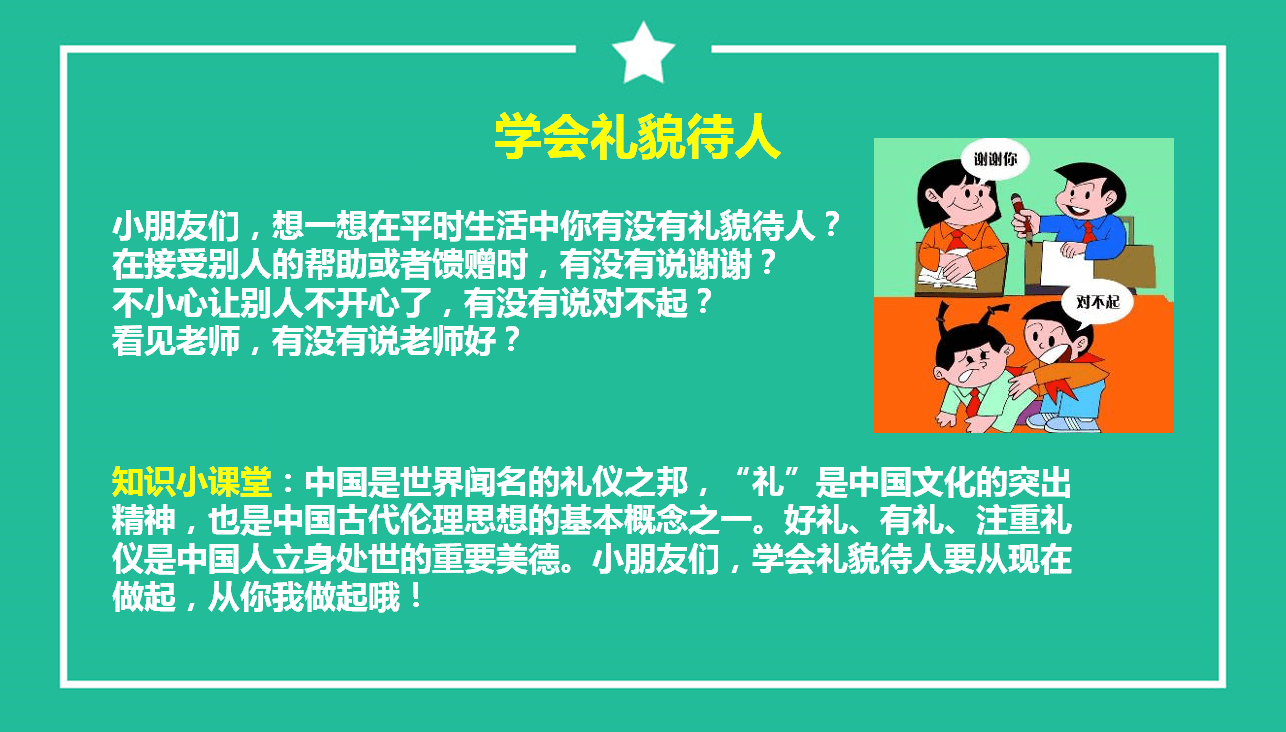 学会礼貌待人
谢谢你
小朋友们，想一想在平时生活中你有没有礼貌待人？
在接受别人的帮助或者馈赠时，有没有说谢谢？
不小心让别人不开心了，有没有说对不起？
看见老师，有没有说老师好？
对不起
知识小课堂：中国是世界闻名的礼仪之邦，“礼”是中国文化的突出
精神，也是中国古代伦理思想的基本概念之一。好礼、有礼、注重礼
仪是中国人立身处世的重要美德。小朋友们，学会礼貌待人要从现在
做起，从你我做起哦！